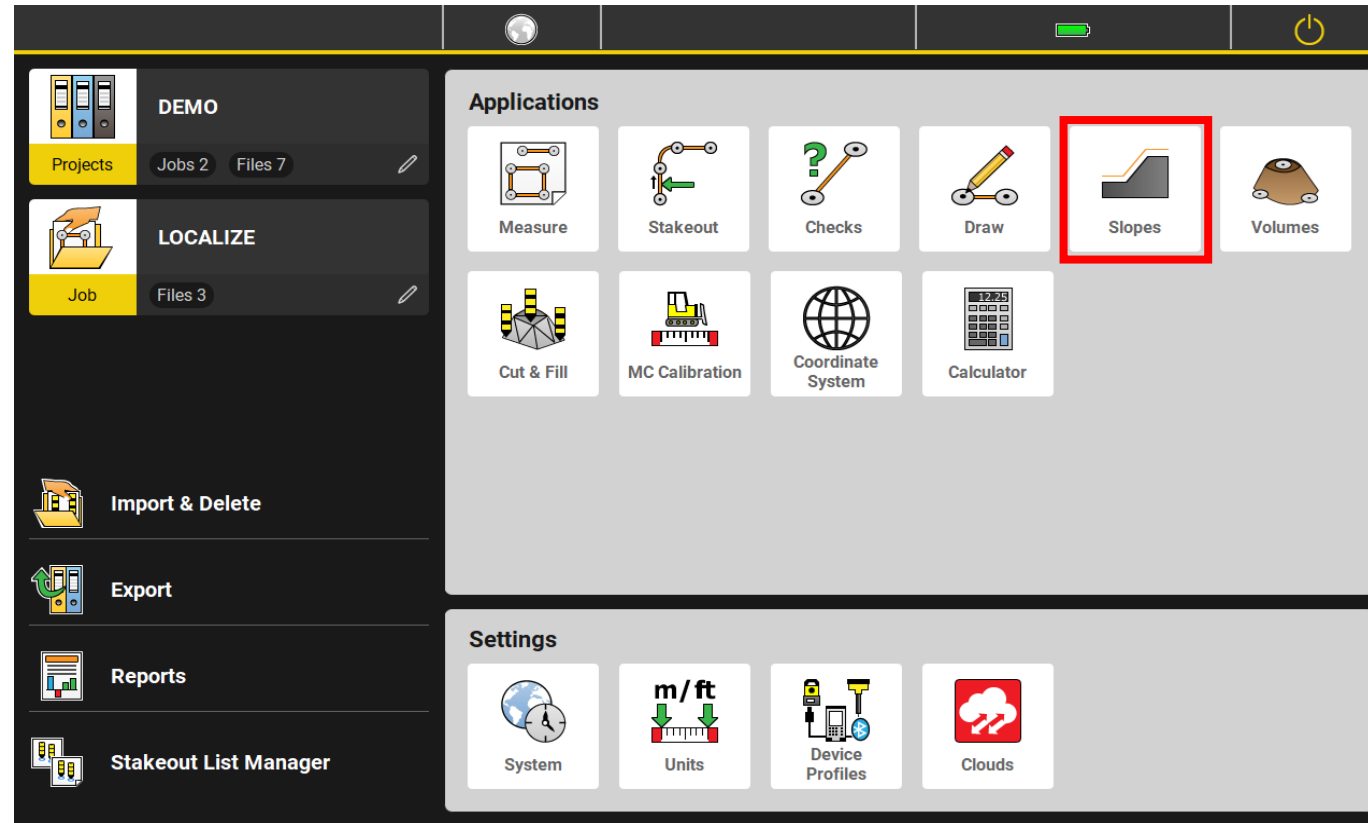 DEMO
Projects
Jobs 2 Files 7
LOCALIZE
Job
Files 3
Import & Delete
Export
Reports
Stakeout List Manager
Applications
Measure
Stakeout
?
Checks
Draw
Slopes
Volumes
Cut & Fill
MC Calibration
Coordinate
System
12.25
Calculator
Settings
System
m/ft
Units
Device
Profiles
Clouds